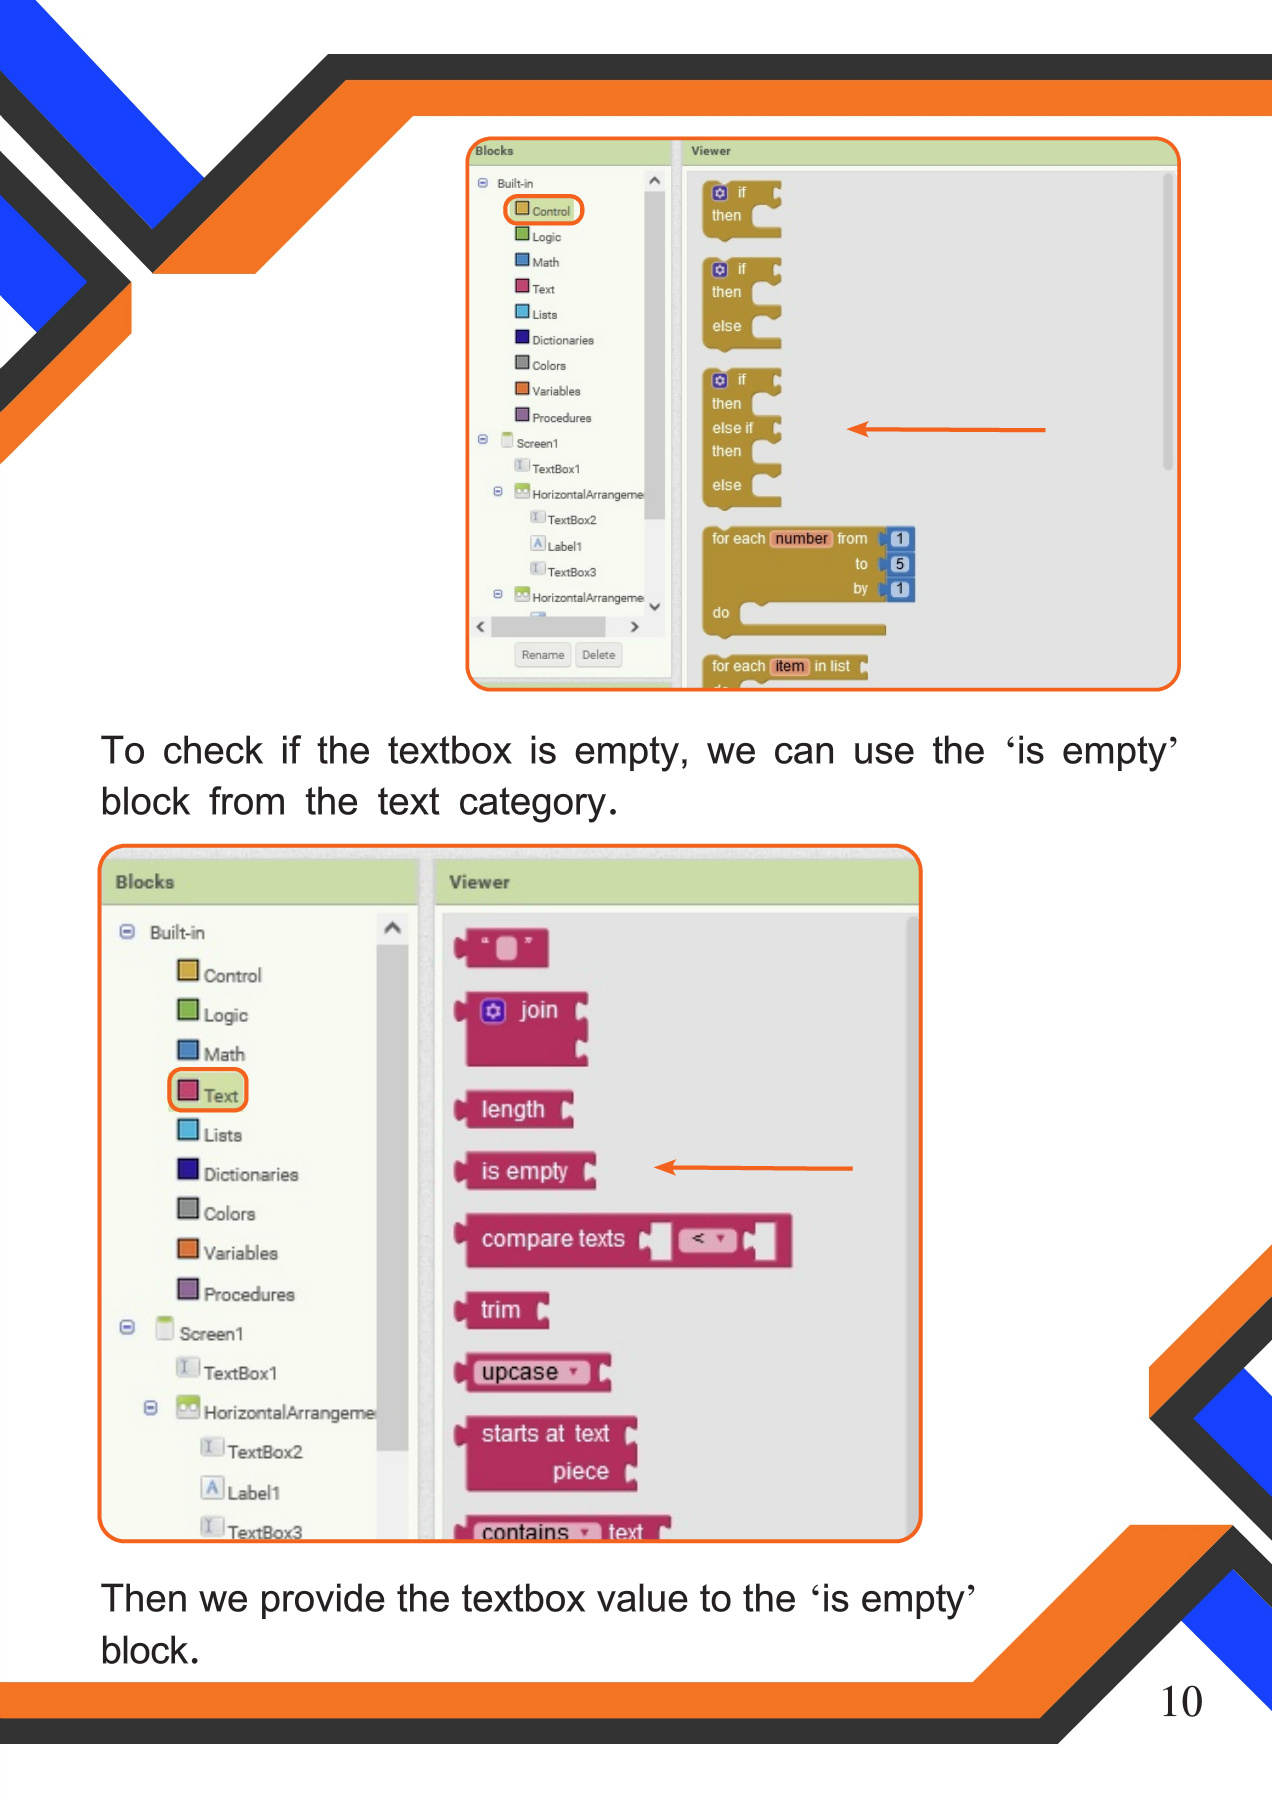 Blocks
Viewer
Built-in
Control
Logic
Math
Text
Lists
Dictionaries
Colors
Variables
Procedures
Screen1
TextBox1
HorizontalArrangeme
TextBox2
Label1
TextBox3
HorizontalArrangeme
Rename Delete
if
then
if
then
else
if
then
else if
then
else
for each number from 1
to 5
by 1
do
for each item in list
do
To check if the textbox is empty, we can use the ‘is empty’
block from the text category.
Blocks
Viewer
Built-in
Control
Logic
Math
Text
Lists
Dictionaries
Colors
Variables
Procedures
Screen1
TextBox1
HorizontalArrangeme
TextBox2
A Label1
TextBox3
“ ”
join
length
is empty
compare texts <
trim
upcase
starts at text
piece
contains text
Then we provide the textbox value to the ‘is empty’
block.
10